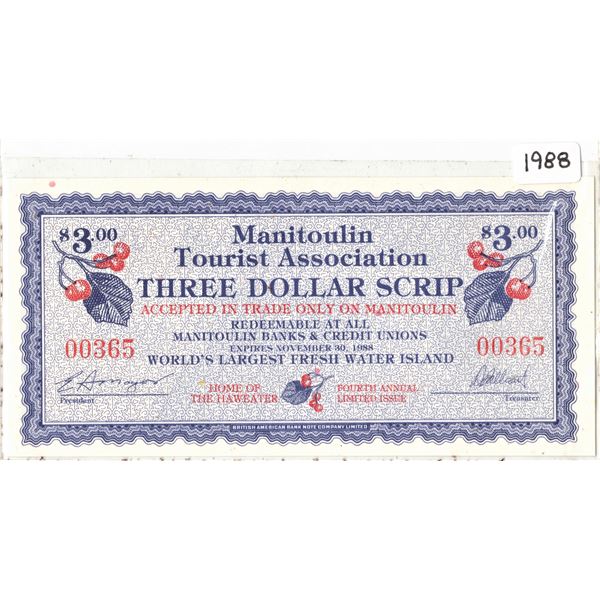 1988
$3.00 $3.00
Manitoulin
Tourist Association
THREE DOLLAR SCRIP
ACCEPTED IN TRADE ONLY ON MANITOULIN
REDEEMABLE AT ALL
MANITOULIN BANKS & CREDIT UNIONS
EXPIRES NOVEMBER 30, 1988
WORLD'S LARGEST FRESH WATER ISLAND
00365 00365
HOME OF
THE HAWEATER
FOURTH ANNUAL
LIMITED ISSUE
President
Treasurer
BRITISH AMERICAN BANK NOTE COMPANY LIMITED